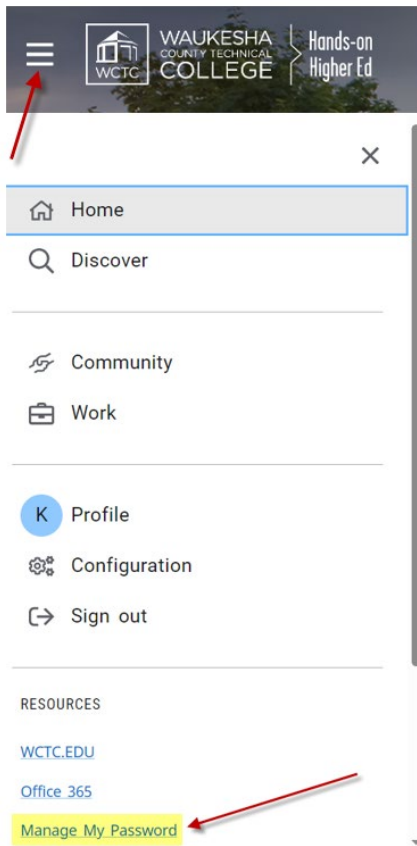 WCTC
WAUKESHA
COUNTY TECHNICAL
COLLEGE
Hands-on
Higher Ed
Home
Discover
Community
Work
K Profile
Configuration
Sign out
RESOURCES
WCTC.EDU
Office 365
Manage My Password